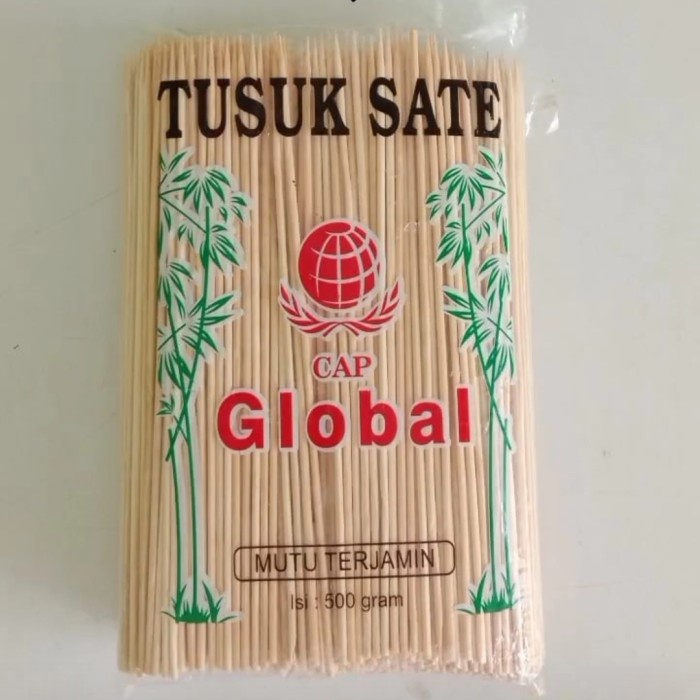 TUSUK SATE
CAP
Global
MUTU TERJAMIN
Isi : 500 gram